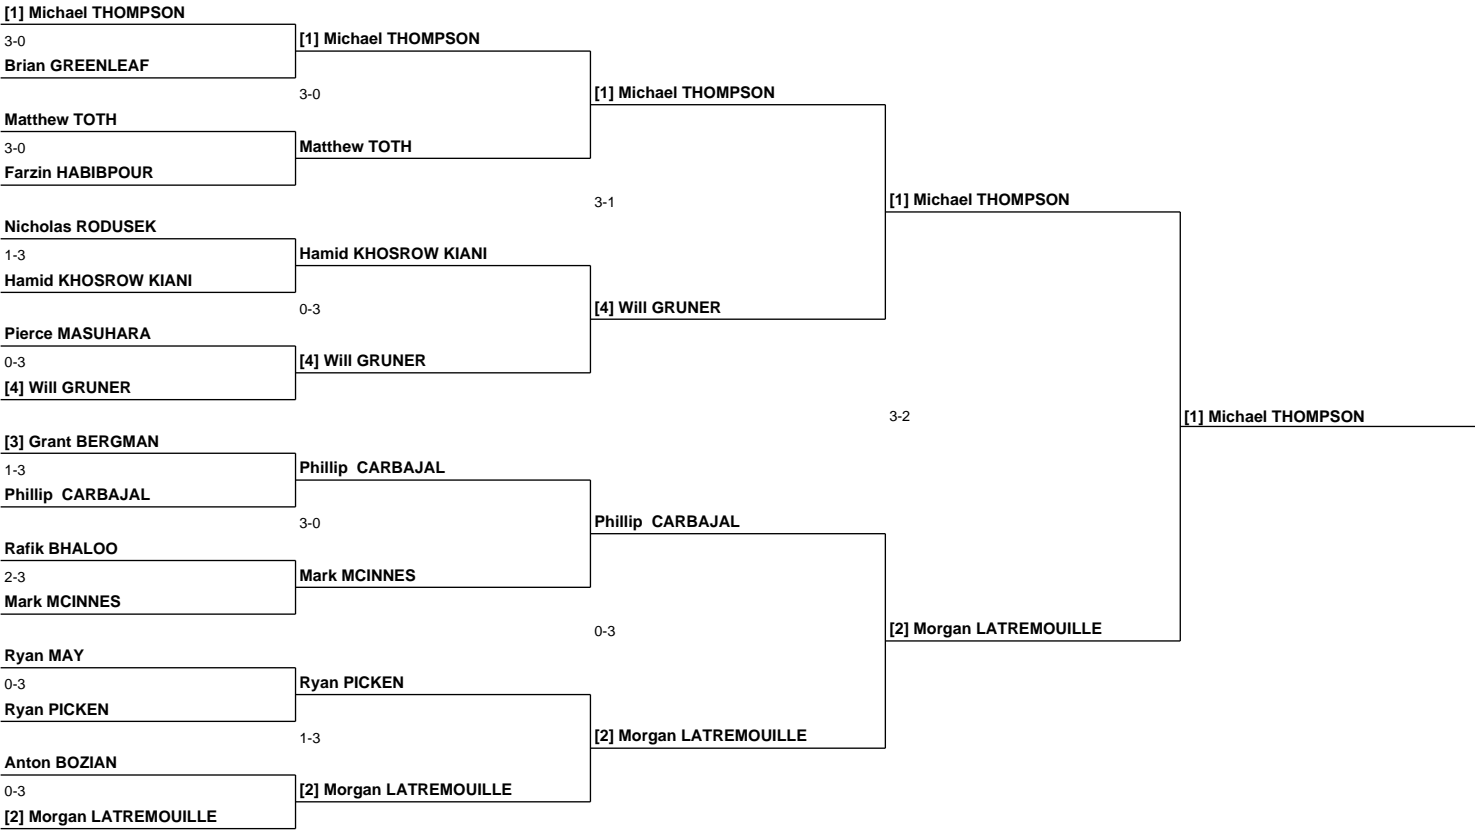 [1] Michael THOMPSON
3-0
Brian GREENLEAF
Matthew TOTH
3-0
Farzin HABIBPOUR
Nicholas RODUSEK
1-3
Hamid KHOSROW KIANI
Pierce MASUHARA
0-3
[4] Will GRUNER
[3] Grant BERGMAN
1-3
Phillip  CARBAJAL
Rafik BHALOO
2-3
Mark MCINNES
Ryan MAY
0-3
Ryan PICKEN
Anton BOZIAN
0-3
[2] Morgan LATREMOUILLE
[1] Michael THOMPSON
3-0
Matthew TOTH
Hamid KHOSROW KIANI
0-3
[4] Will GRUNER
Phillip  CARBAJAL
3-0
Mark MCINNES
Ryan PICKEN
1-3
[2] Morgan LATREMOUILLE
[1] Michael THOMPSON
3-1
[4] Will GRUNER
Phillip  CARBAJAL
0-3
[2] Morgan LATREMOUILLE
[1] Michael THOMPSON
3-2
[2] Morgan LATREMOUILLE
[1] Michael THOMPSON